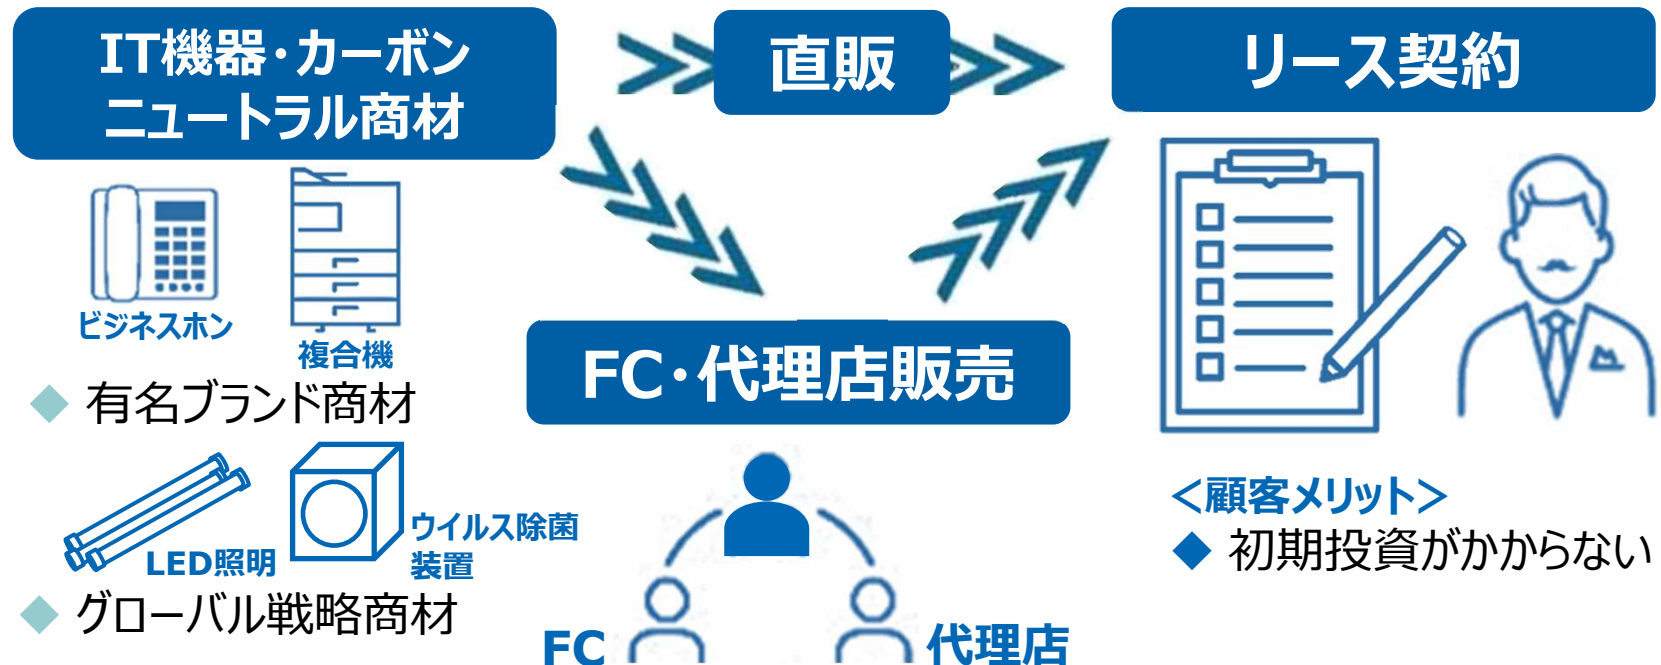 IT機器・カーボン
ニュートラル商材
直販
リース契約
ビジネスホン
複合機
有名ブランド商材
LED照明
ウイルス除菌
装置
グローバル戦略商材
FC・代理店販売
FC
代理店
＜顧客メリット＞
初期投資がかからない